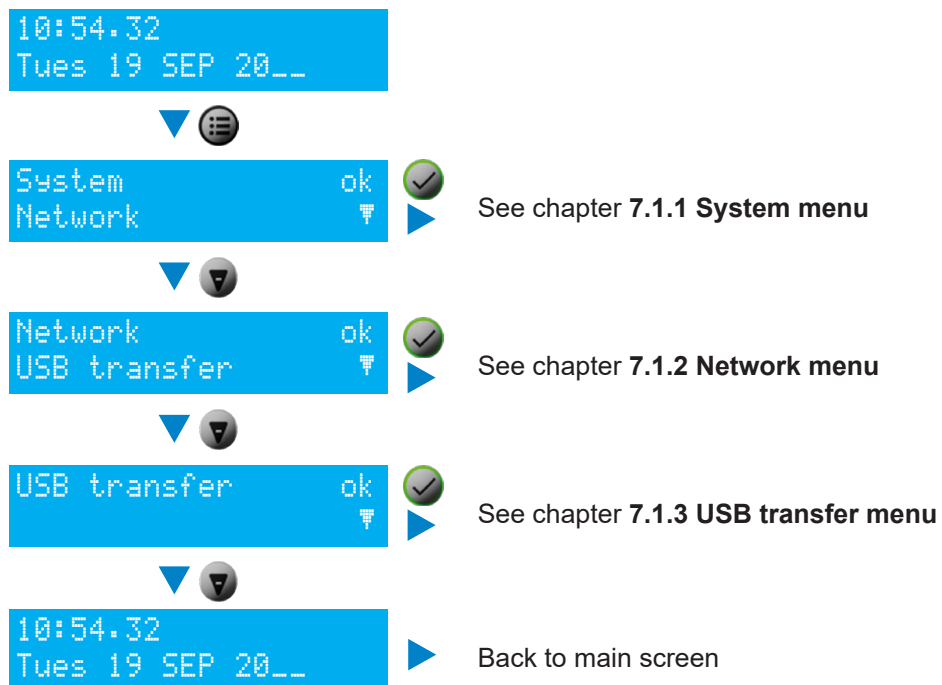 10:54.32
Tues 19 SEP 20__
System ok
Network
See chapter 7.1.1 System menu
Network ok
USB transfer
See chapter 7.1.2 Network menu
USB transfer ok
See chapter 7.1.3 USB transfer menu
10:54.32
Tues 19 SEP 20__
Back to main screen